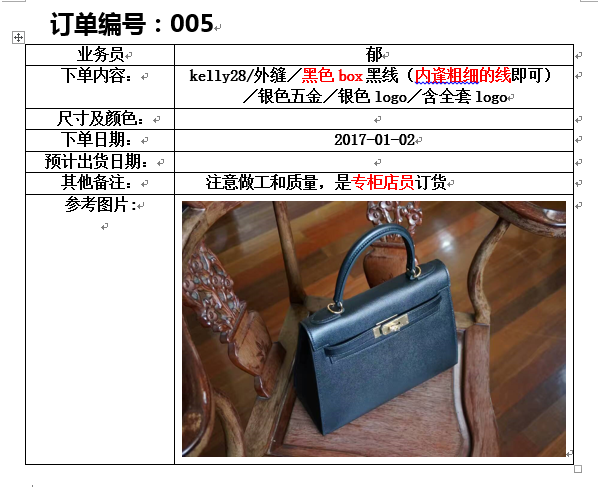 订单编号：005
业务员
郁
下单内容：
kelly28/外缝／黑色 box 黑线（内逢粗细的线即可）
／银色五金／银色 logo／含全套 logo
尺寸及颜色：
下单日期：
2017-01-02
预计出货日期：
其他备注：
注意做工和质量，是专柜店员订货
参考图片: